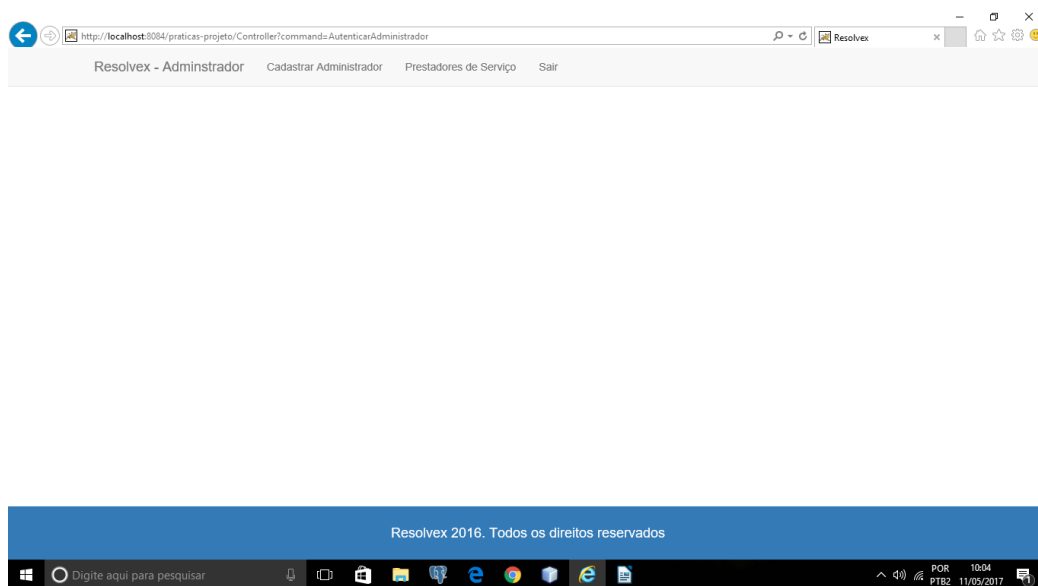 http://localhost:8084/praticas-projeto/Controller?command=AutenticarAdministrador
Resolvex
Resolvex - Adminstrador
Cadastrar Administrador
Prestadores de Serviço
Sair
Resolvex 2016. Todos os direitos reservados
Digite aqui para pesquisar
POR
PTB2
10:04
11/05/2017